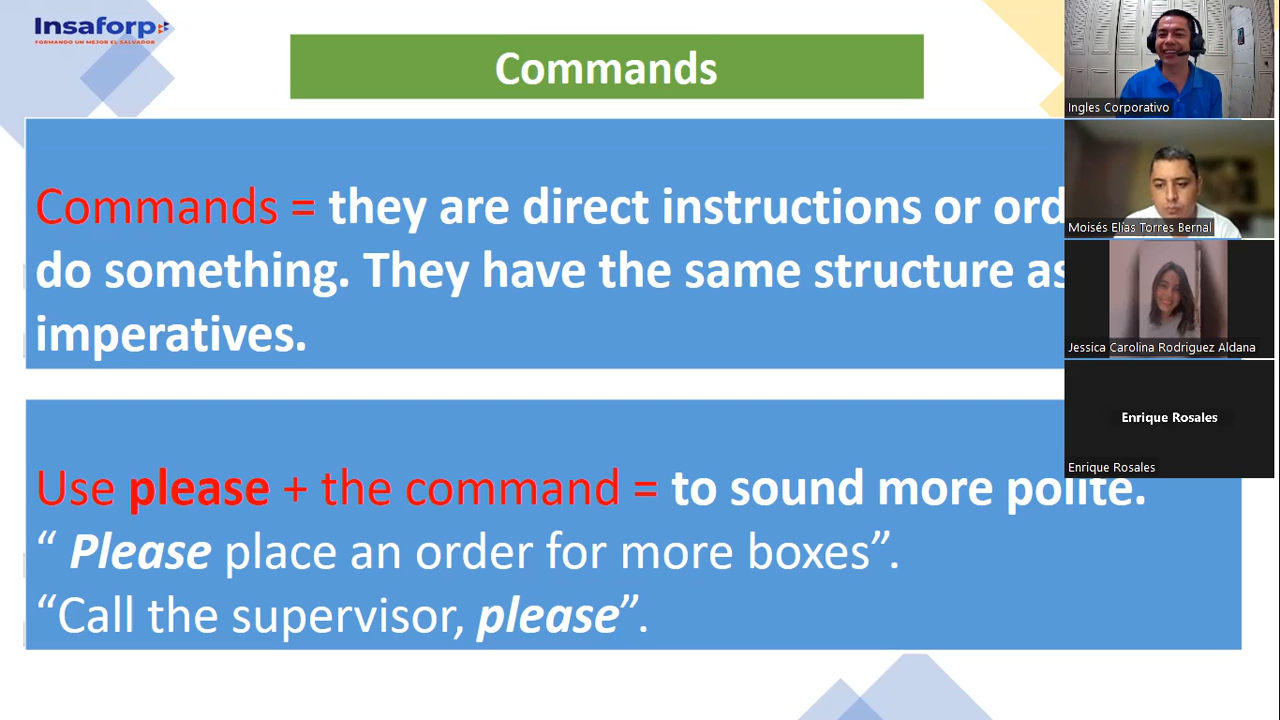 Insaforp
FORMANDO UN MEJOR EL SALVADOR
Commands
Commands = they are direct instructions or
do something. They have the same structure as
imperatives.
Use please + the command = to sound more polite.
“ Please place an order for more boxes”.
“Call the supervisor, please”.
Ingles Corporativo
Moisés Elías Torres Bernal
Jessica Carolina Rodriguez Aldana
Enrique Rosales
Enrique Rosales